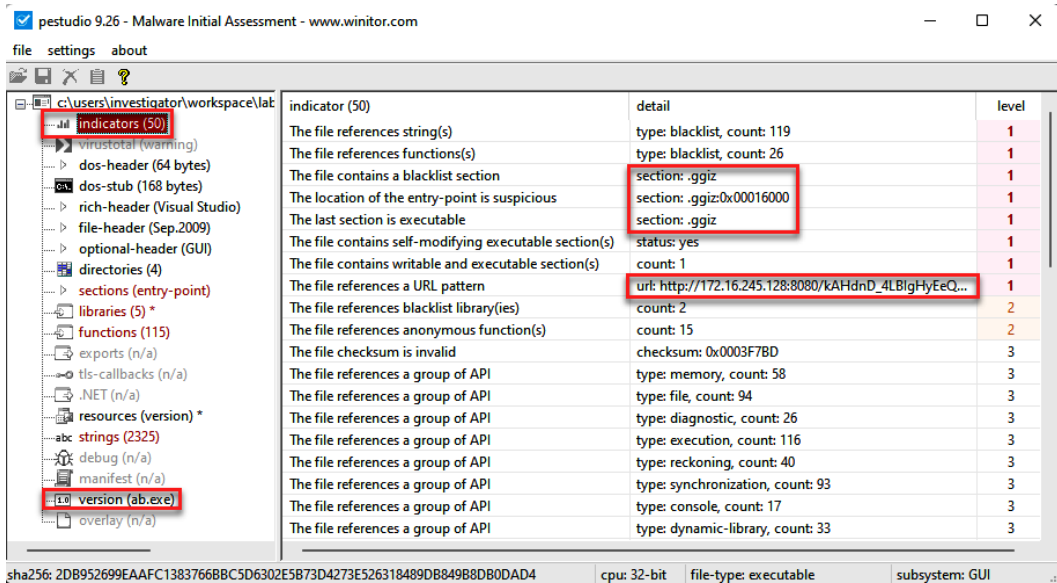 pestudio 9.26 - Malware Initial Assessment - www.winitor.com
file settings about
c:\users\investigator\workspace\lab
indicators (50)
virustotal (warning)
dos-header (64 bytes)
dos-stub (168 bytes)
rich-header (Visual Studio)
file-header (Sep.2009)
optional-header (GUI)
directories (4)
sections (entry-point)
libraries (5) *
functions (115)
exports (n/a)
tls-callbacks (n/a)
.NET (n/a)
resources (version) *
abc strings (2325)
debug (n/a)
manifest (n/a)
1.0 version (ab.exe)
overlay (n/a)
indicator (50) detail level
The file references string(s) type: blacklist, count: 119 1
The file references functions(s) type: blacklist, count: 26 1
The file contains a blacklist section section: .ggiz 1
The location of the entry-point is suspicious section: .ggiz:0x00016000 1
The last section is executable section: .ggiz 1
The file contains self-modifying executable section(s) status: yes 1
The file contains writable and executable section(s) count: 1 1
The file references a URL pattern url: http://172.16.245.128:8080/kAHdnD_4LBIgHyEeQ... 1
The file references blacklist library(ies) count: 2 2
The file references anonymous function(s) count: 15 2
The file checksum is invalid checksum: 0x0003F7BD 3
The file references a group of API type: memory, count: 58 3
The file references a group of API type: file, count: 94 3
The file references a group of API type: diagnostic, count: 26 3
The file references a group of API type: execution, count: 116 3
The file references a group of API type: reckoning, count: 40 3
The file references a group of API type: synchronization, count: 93 3
The file references a group of API type: console, count: 17 3
The file references a group of API type: dynamic-library, count: 33 3
sha256: 2DB952699EAAFC1383766BBC5D6302E5B73D4273E526318489DB849B8DB0DAD4 cpu: 32-bit file-type: executable subsystem: GUI